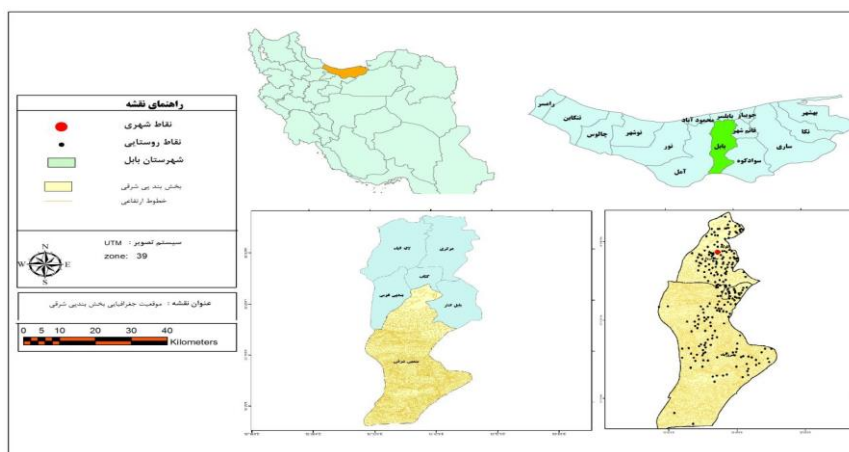 راهنمای نقشه
نقاط شهری
نقاط روستایی
شهرستان بابل
بخش بند پی شرقی
خطوط ارتفاعی
سیستم تصویر : UTM
zone: 39
N
W E
S
عنوان نقشه : موقعیت جغرافیایی بخش بندپی شرقی
0 5 10 20 30 40
Kilometers
رامسر
تنکابن
چالوس
نوشهر
نور
محمود آباد
آمل
بابلسر
بابل
جویبار
قائم شهر
سوادکوه
ساری
نکا
بهشهر
لاله آباد
مرکزی
گتاب
بندپی غربی
بابل کنار
بندپی شرقی